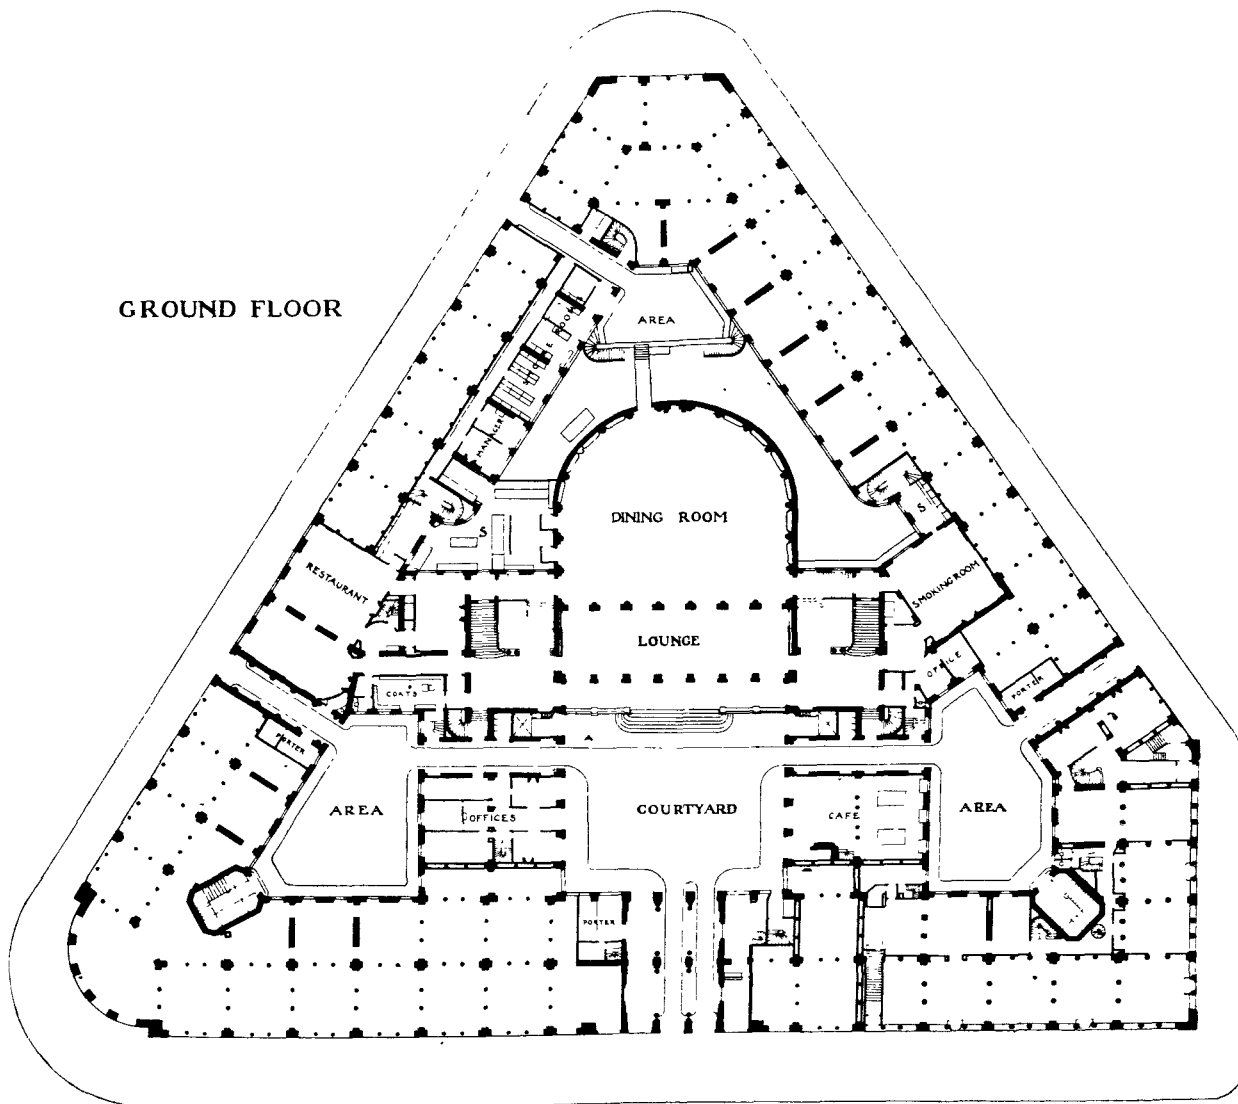 GROUND FLOOR
AREA
MANAGER
ROOM
DINING ROOM
S
S
RESTAURANT
SMOKING ROOM
LOUNGE
OFFICE
COATS
PORTER
PORTER
AREA
OFFICES
COURTYARD
CAFE
AREA
PORTER